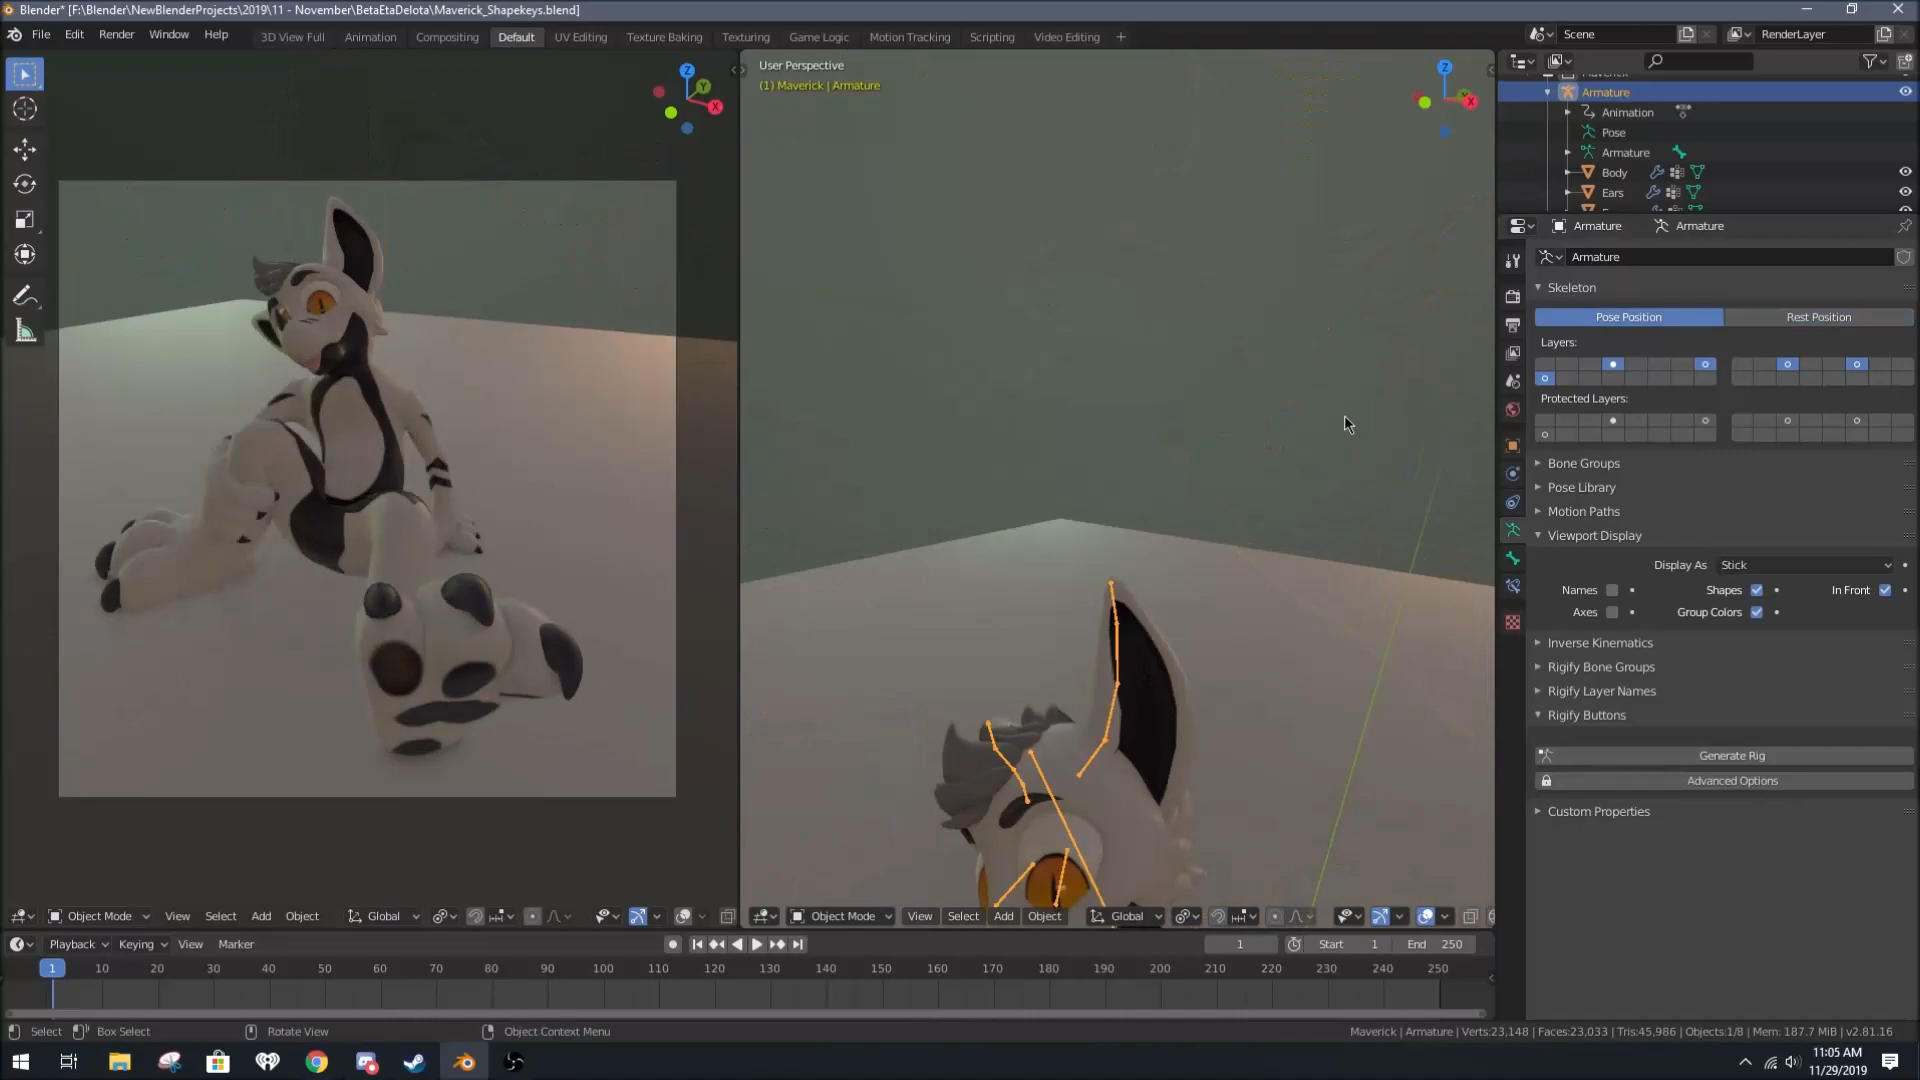 Blender* [F:\Blender\NewBlenderProjects\2019\11 - November\BetaEtaDelota\Maverick_Shapekeys.blend]
File Edit Render Window Help
3D View Full Animation Compositing Default UV Editing Texture Baking Texturing Game Logic Motion Tracking Scripting Video Editing +
Scene
RenderLayer
User Perspective
(1) Maverick | Armature
Z Y X
Z X
Armature
Animation
Pose
Armature
Body
Ears
Armature Armature
Armature
Skeleton
Pose Position Rest Position
Layers:
Protected Layers:
Bone Groups
Pose Library
Motion Paths
Viewport Display
Display As Stick
Names Shapes In Front
Axes Group Colors
Inverse Kinematics
Rigify Bone Groups
Rigify Layer Names
Rigify Buttons
Generate Rig
Advanced Options
Custom Properties
Object Mode View Select Add Object Global
Object Mode View Select Add Object Global
Playback Keying View Marker
1 Start 1 End 250
1 10 20 30 40 50 60 70 80 90 100 110 120 130 140 150 160 170 180 190 200 210 220 230 240 250
Select Box Select Rotate View Object Context Menu
Maverick | Armature | Verts:23,148 | Faces:23,033 | Tris:45,986 | Objects:1/8 | Mem: 187.7 MiB | v2.81.16
11:05 AM
11/29/2019